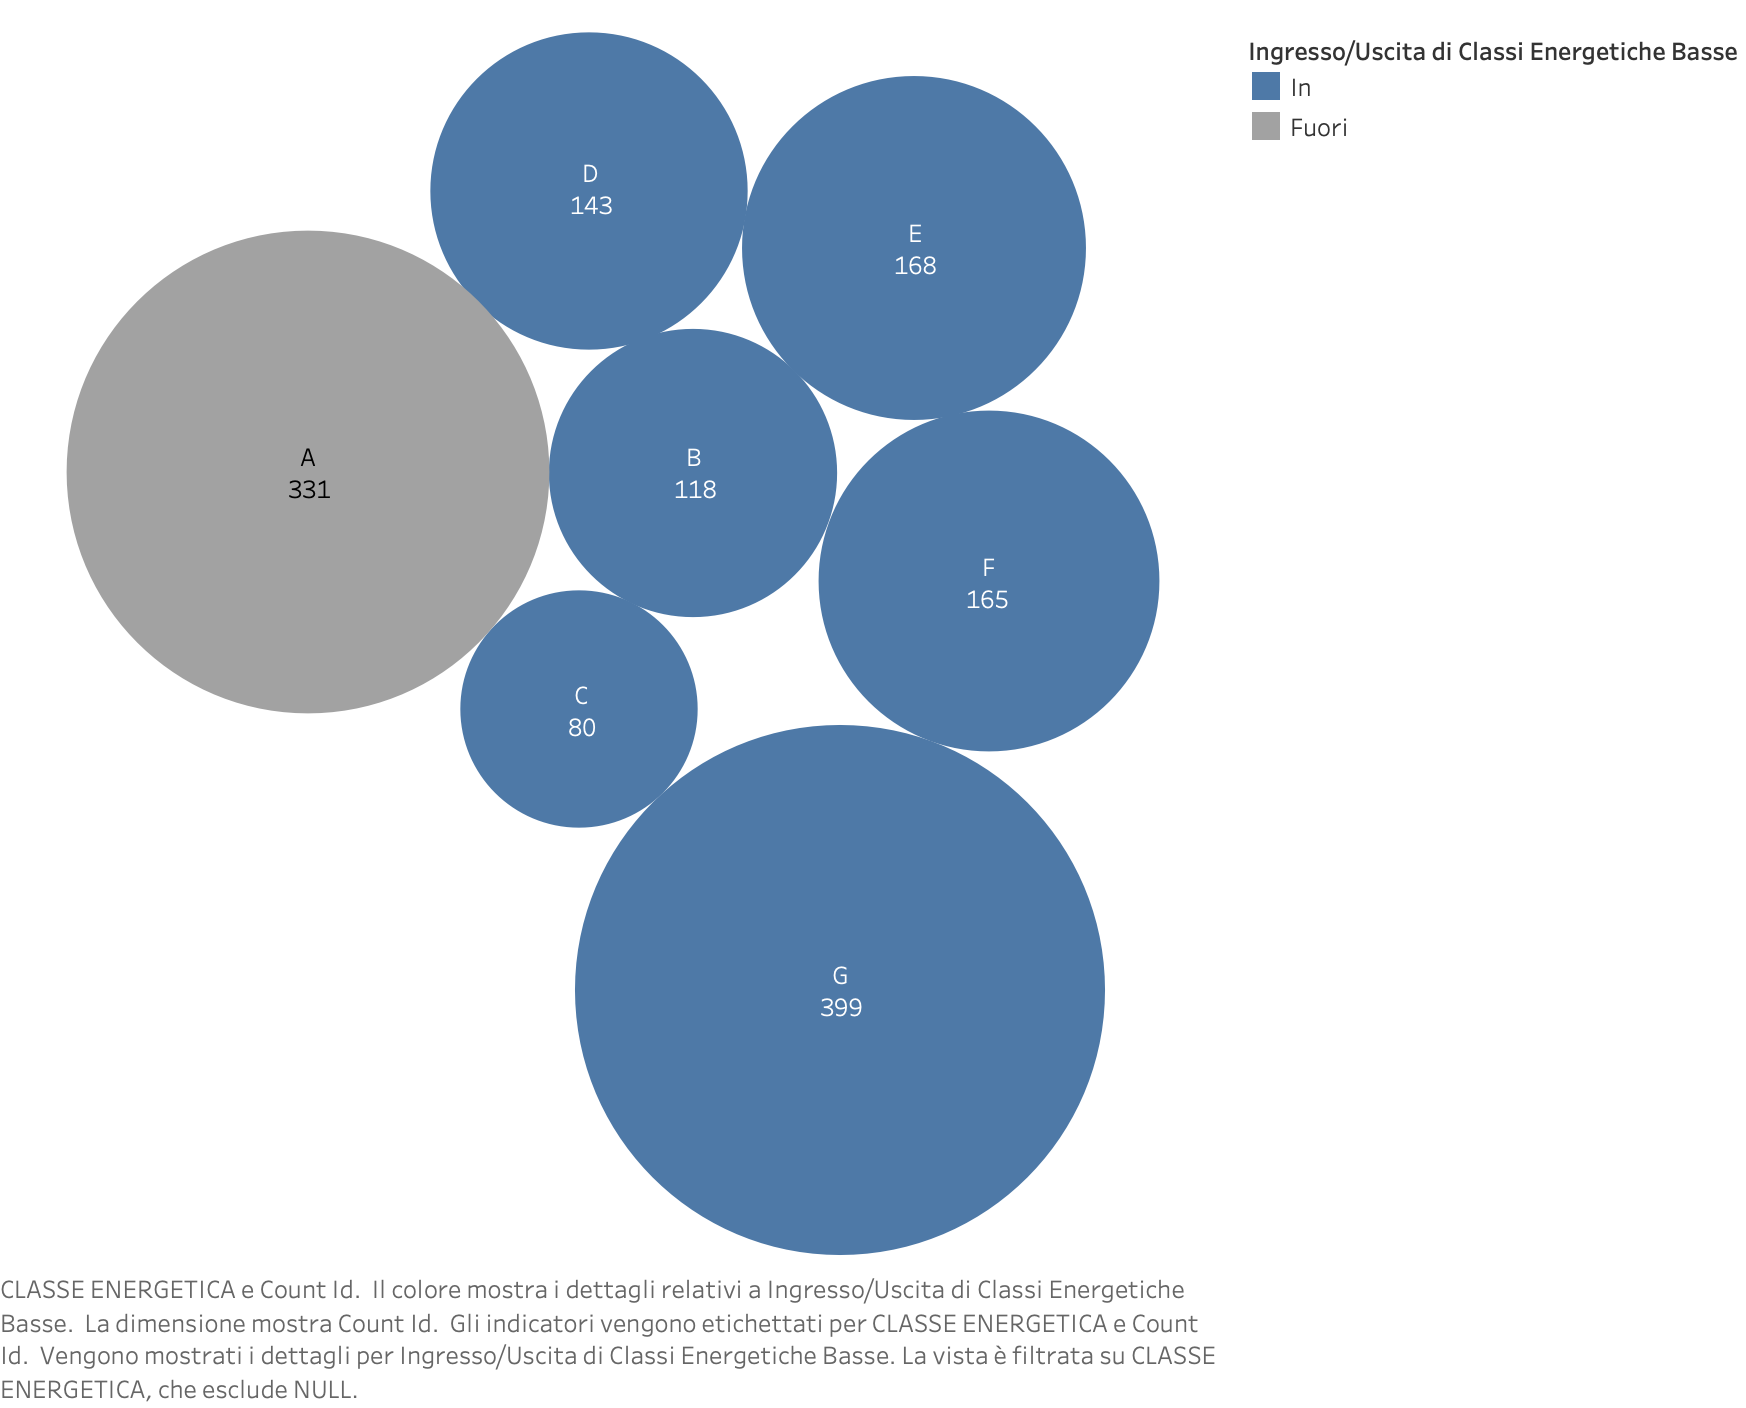 Ingresso/Uscita di Classi Energetiche Basse
In
Fuori
D
143
E
168
A
331
B
118
F
165
C
80
G
399
CLASSE ENERGETICA e Count Id.  Il colore mostra i dettagli relativi a Ingresso/Uscita di Classi Energetiche
Basse.  La dimensione mostra Count Id.  Gli indicatori vengono etichettati per CLASSE ENERGETICA e Count
Id.  Vengono mostrati i dettagli per Ingresso/Uscita di Classi Energetiche Basse. La vista è filtrata su CLASSE
ENERGETICA, che esclude NULL.